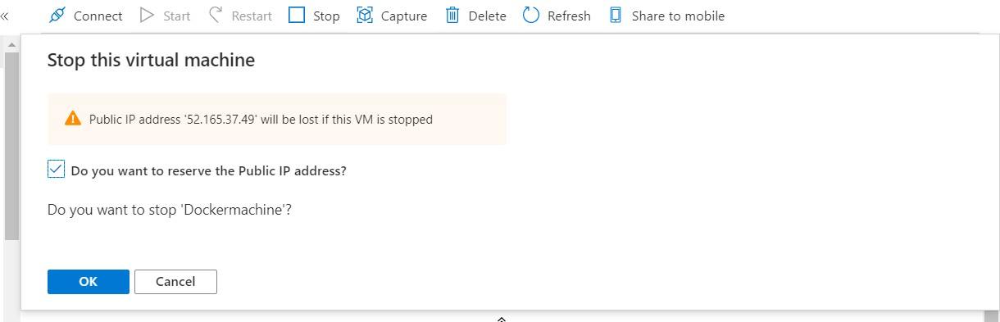 « Connect Start Restart Stop Capture Delete Refresh Share to mobile
Stop this virtual machine
Public IP address '52.165.37.49' will be lost if this VM is stopped
Do you want to reserve the Public IP address?
Do you want to stop 'Dockermachine'?
OK Cancel